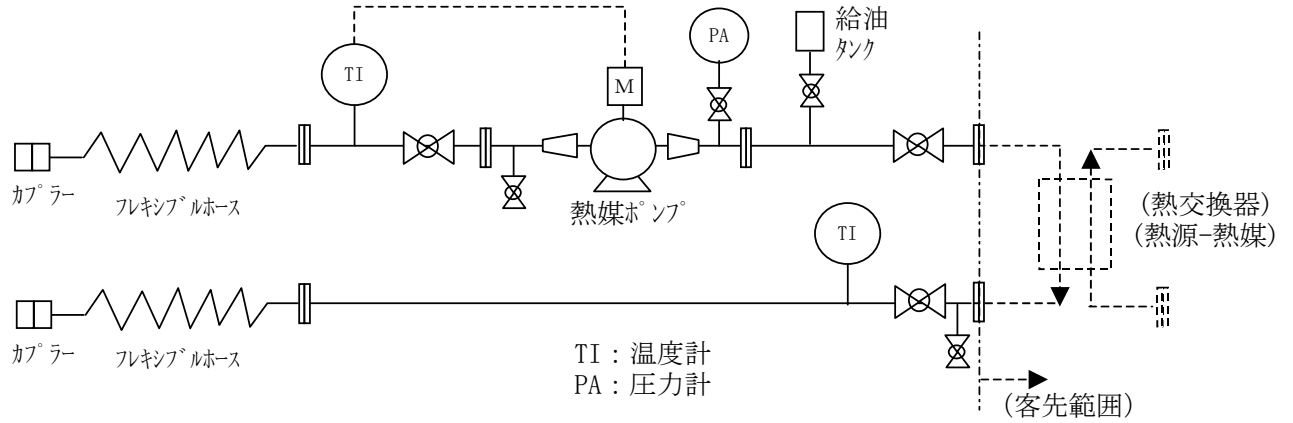 給油
ﾀﾝｸ
PA
TI
M
ｶﾌﾟﾗー
ﾌﾚｷｼﾌﾞﾙホース
熱媒ﾎﾟﾝﾌﾟ
(熱交換器)
(熱源−熱媒)
TI
ｶﾌﾟﾗー
ﾌﾚｷｼﾌﾞﾙホース
TI：温度計
PA：圧力計
(客先範囲)